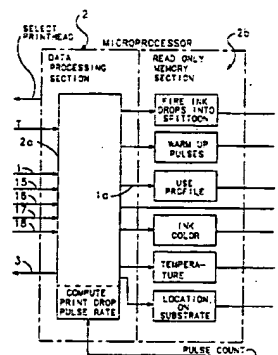 SELECT
PRINTHEAD
2
MICROPROCESSOR
DATA
PROCESSING
SECTION
READ ONLY
MEMORY
SECTION
2b
T
2a
1
15
16
17
18
3
1a
FIRE INK
DROPS INTO
SPITTOON
WARM UP
PULSES
USE
PROFILE
INK
COLOR
TEMPERA-
TURE
LOCATION
ON
SUBSTRATE
COMPUTE
PRINT DROP
PULSE RATE
PULSE COUNT